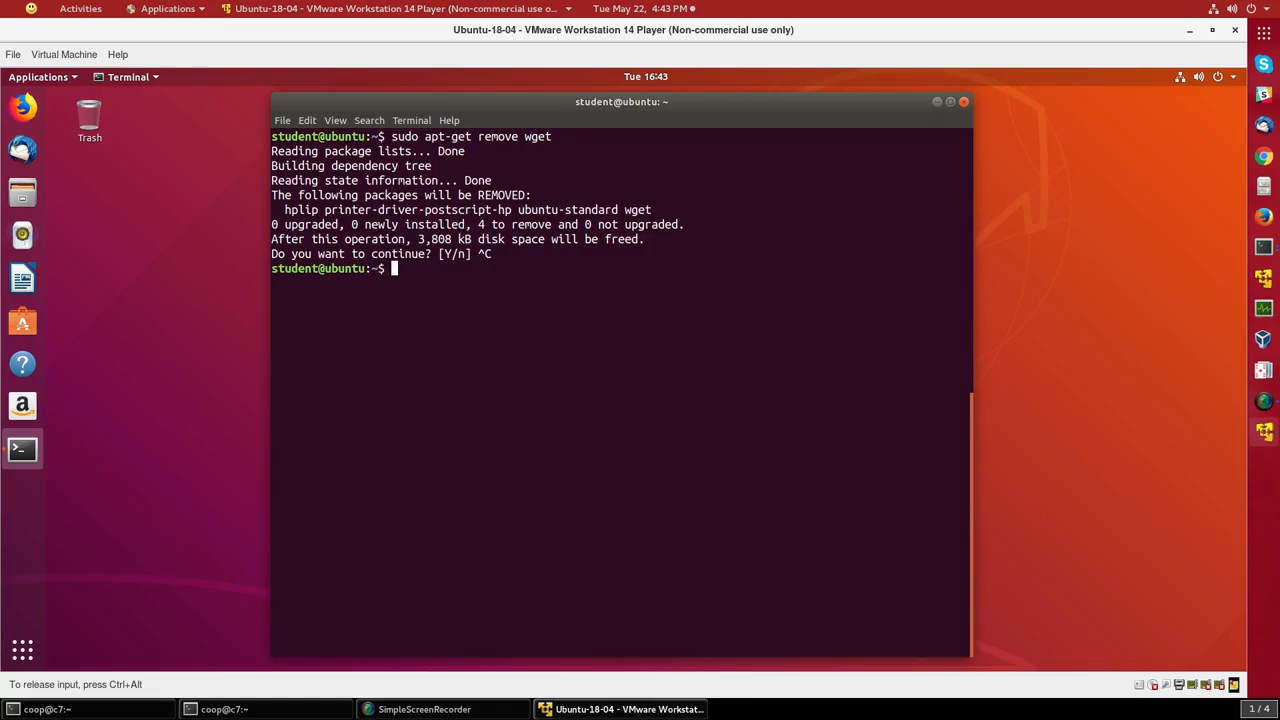 Activities Applications Ubuntu-18-04 - VMware Workstation 14 Player (Non-commercial use o... Tue May 22, 4:43 PM
Ubuntu-18-04 - VMware Workstation 14 Player (Non-commercial use only)
File Virtual Machine Help
Applications Terminal Tue 16:43
Trash
student@ubuntu: ~
File Edit View Search Terminal Help
student@ubuntu:~$ sudo apt-get remove wget
Reading package lists... Done
Building dependency tree
Reading state information... Done
The following packages will be REMOVED:
hplip printer-driver-postscript-hp ubuntu-standard wget
0 upgraded, 0 newly installed, 4 to remove and 0 not upgraded.
After this operation, 3,808 kB disk space will be freed.
Do you want to continue? [Y/n] ^C
student@ubuntu:~$
To release input, press Ctrl+Alt
coop@c7:~ coop@c7:~ SimpleScreenRecorder Ubuntu-18-04 - VMware Workstat... 1 / 4